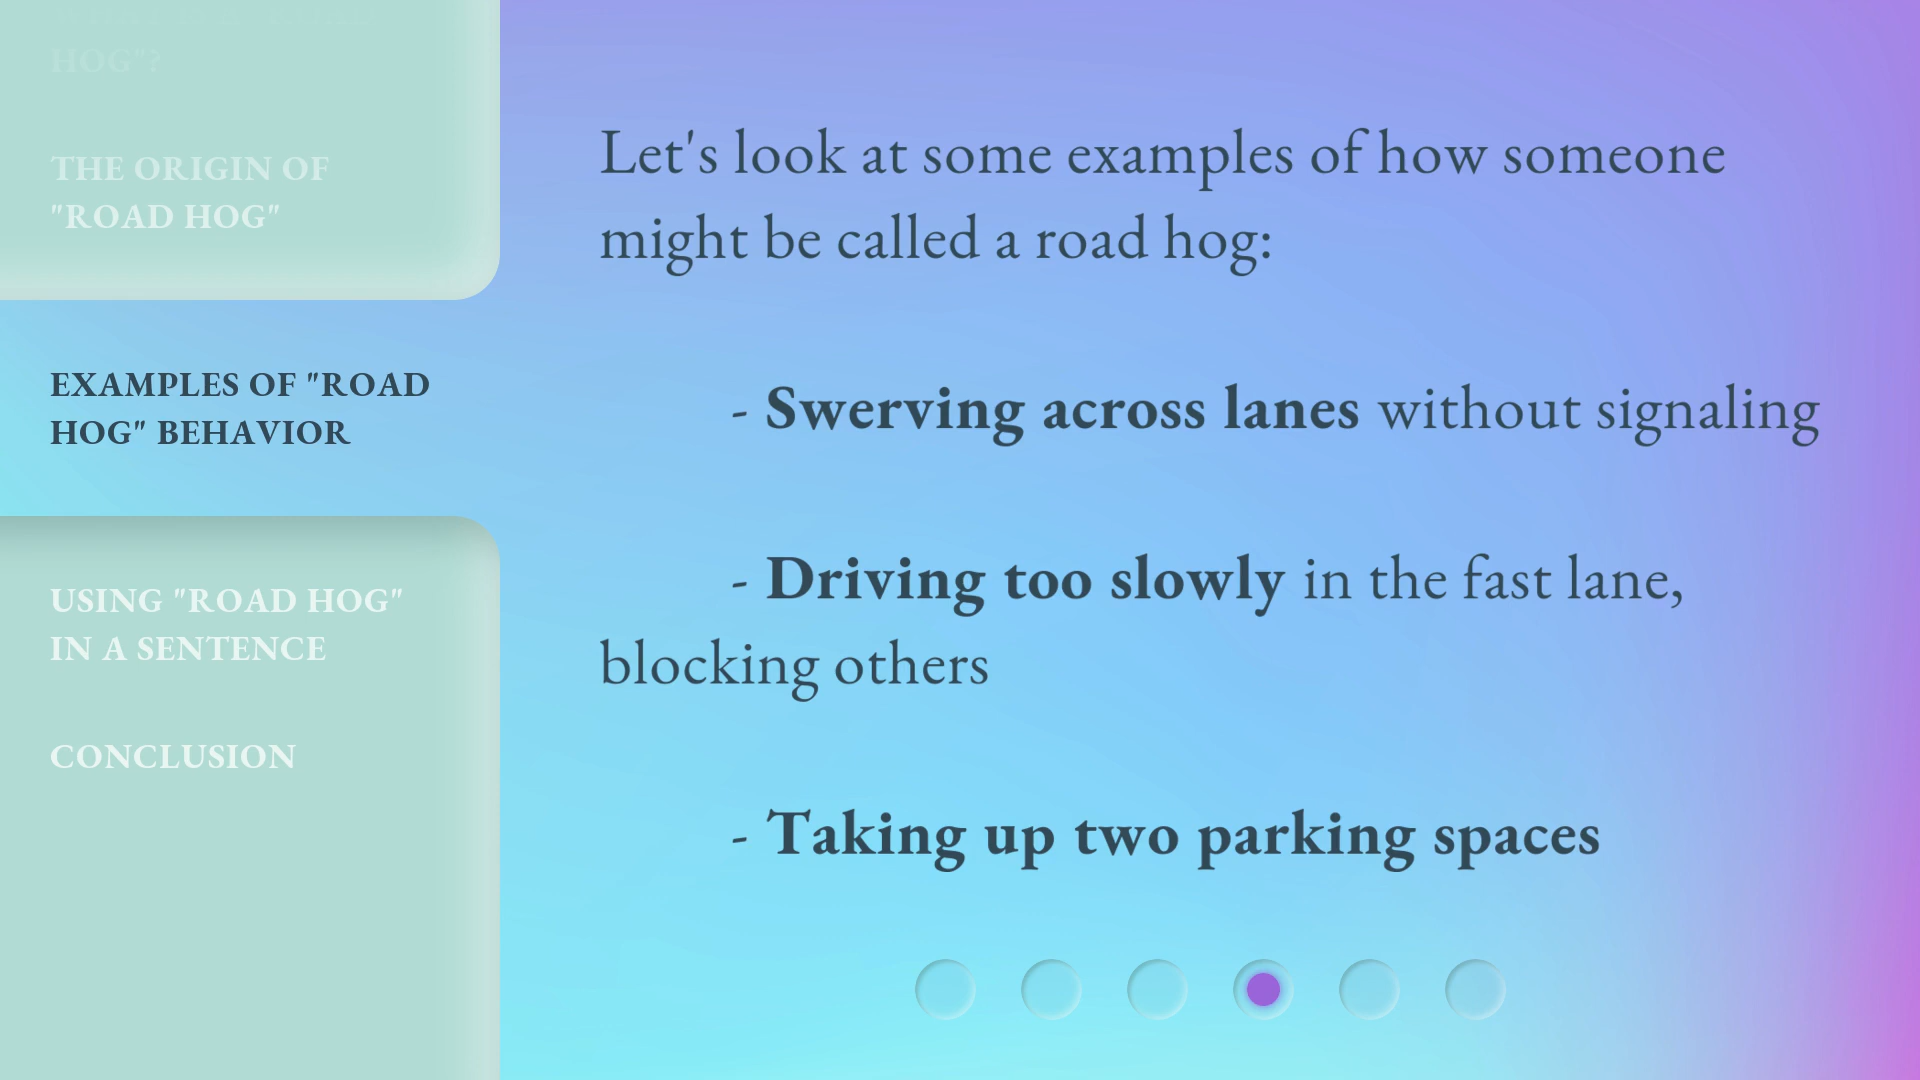 HOG"?
THE ORIGIN OF
"ROAD HOG"
EXAMPLES OF "ROAD
HOG" BEHAVIOR
USING "ROAD HOG"
IN A SENTENCE
CONCLUSION
Let's look at some examples of how someone
might be called a road hog:
- Swerving across lanes without signaling
- Driving too slowly in the fast lane,
blocking others
- Taking up two parking spaces